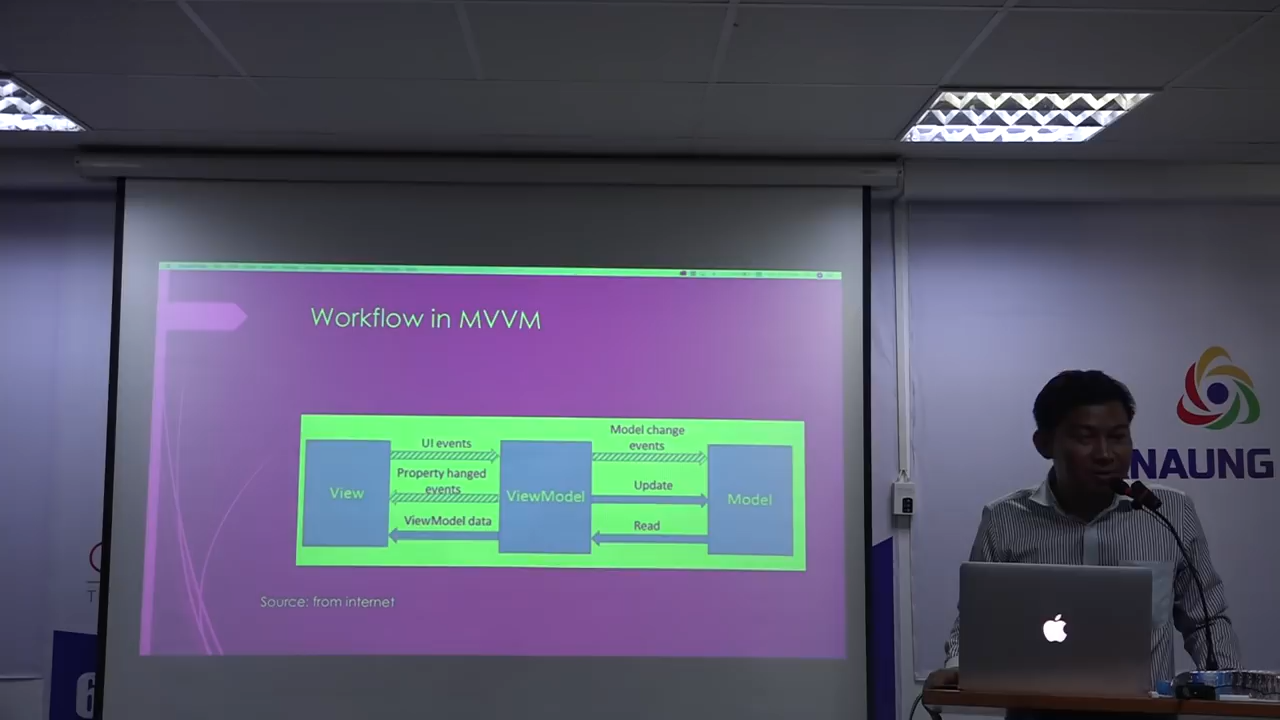 Workflow in MVVM
UI events
Model change
events
Property hanged
events
Update
View
ViewModel
Model
ViewModel data
Read
Source: from internet
NAUNG
6